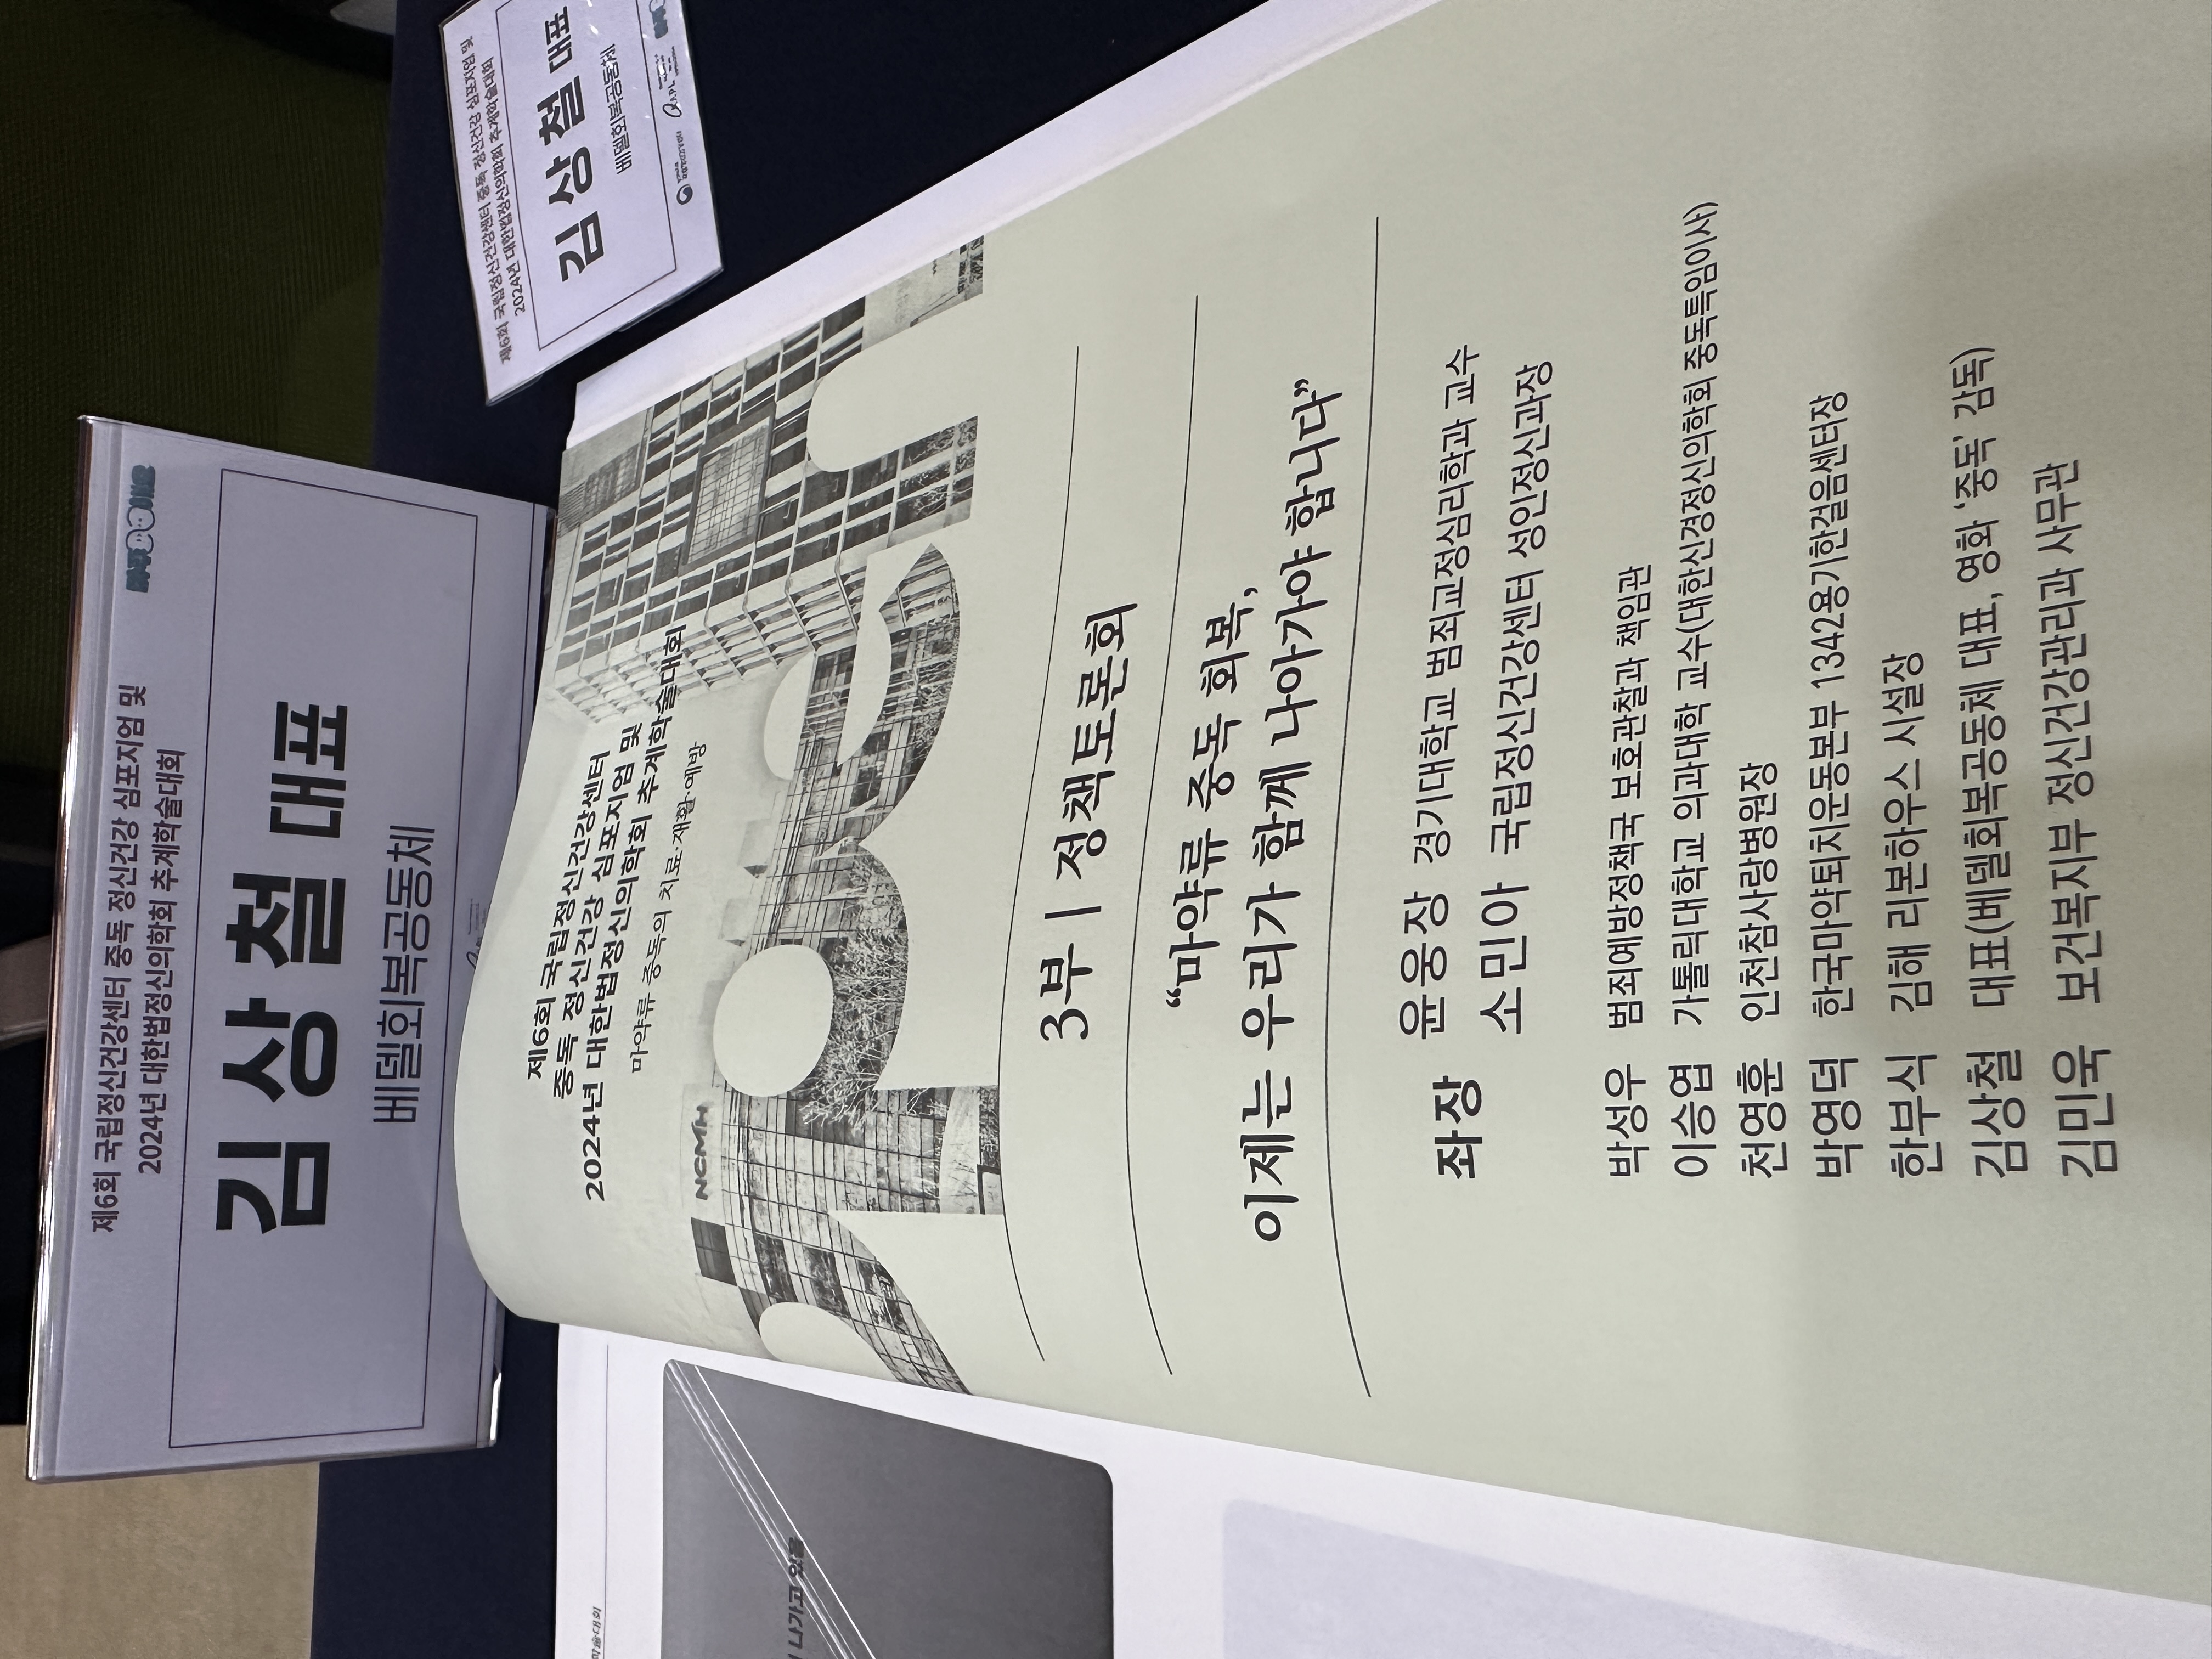 제6회 국립정신건강센터 중독 정신건강 심포지엄 및
2024년 대한법정신의학회 추계학술대회
김상철 대표
베델회복공동체
제6회 국립정신건강센터 중독 정신건강 심포지엄 및
2024년 대한법정신의학회 추계학술대회
김상철 대표
베델회복공동체
제6회 국립정신건강센터
중독 정신건강 심포지엄 및
2024년 대한법정신의학회 추계학술대회
마약류 중독의 치료·재활·예방
NCMH
3부 | 정책토론회
“마약류 중독 회복,
이제는 우리가 함께 나아가야 합니다”
좌장 윤웅장 경기대학교 범죄교정심리학과 교수
소민아 국립정신건강센터 성인정신과장
박성우 범죄예방정책국 보호관찰과 책임관
이승엽 가톨릭대학교 의과대학 교수(대한신경정신의학회 중독특임이사)
천영훈 인천참사랑병원장
박영덕 한국마약퇴치운동본부 1342용기한걸음센터장
한부식 김해 리본하우스 시설장
김상철 대표(베델회복공동체 대표, 영화 ‘중독’ 감독)
김민욱 보건복지부 정신건강관리과 사무관
학술대회
나가고 있음